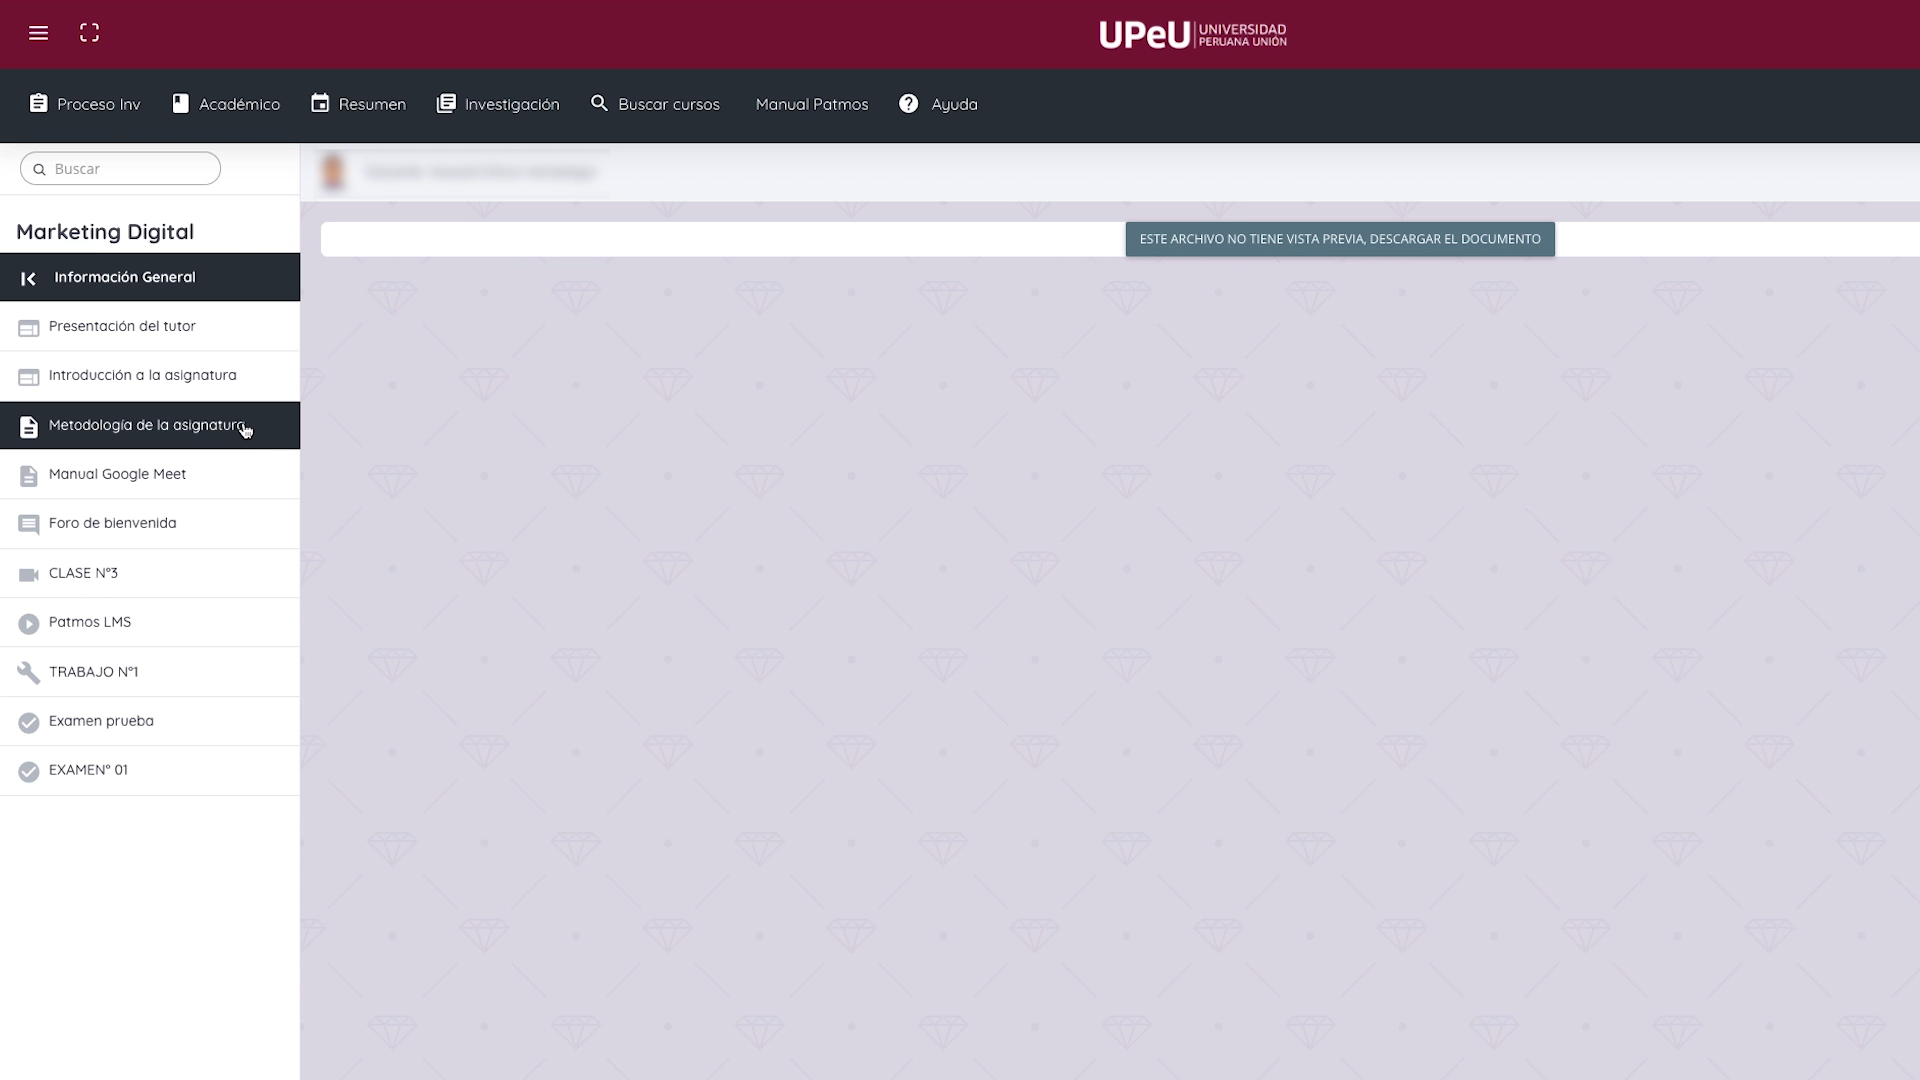 UPeU UNIVERSIDAD
PERUANA UNIÓN
Proceso Inv Académico Resumen Investigación Buscar cursos Manual Patmos Ayuda
Buscar
Marketing Digital
ESTE ARCHIVO NO TIENE VISTA PREVIA, DESCARGAR EL DOCUMENTO
Información General
Presentación del tutor
Introducción a la asignatura
Metodología de la asignatura
Manual Google Meet
Foro de bienvenida
CLASE N°3
Patmos LMS
TRABAJO N°1
Examen prueba
EXAMEN° 01